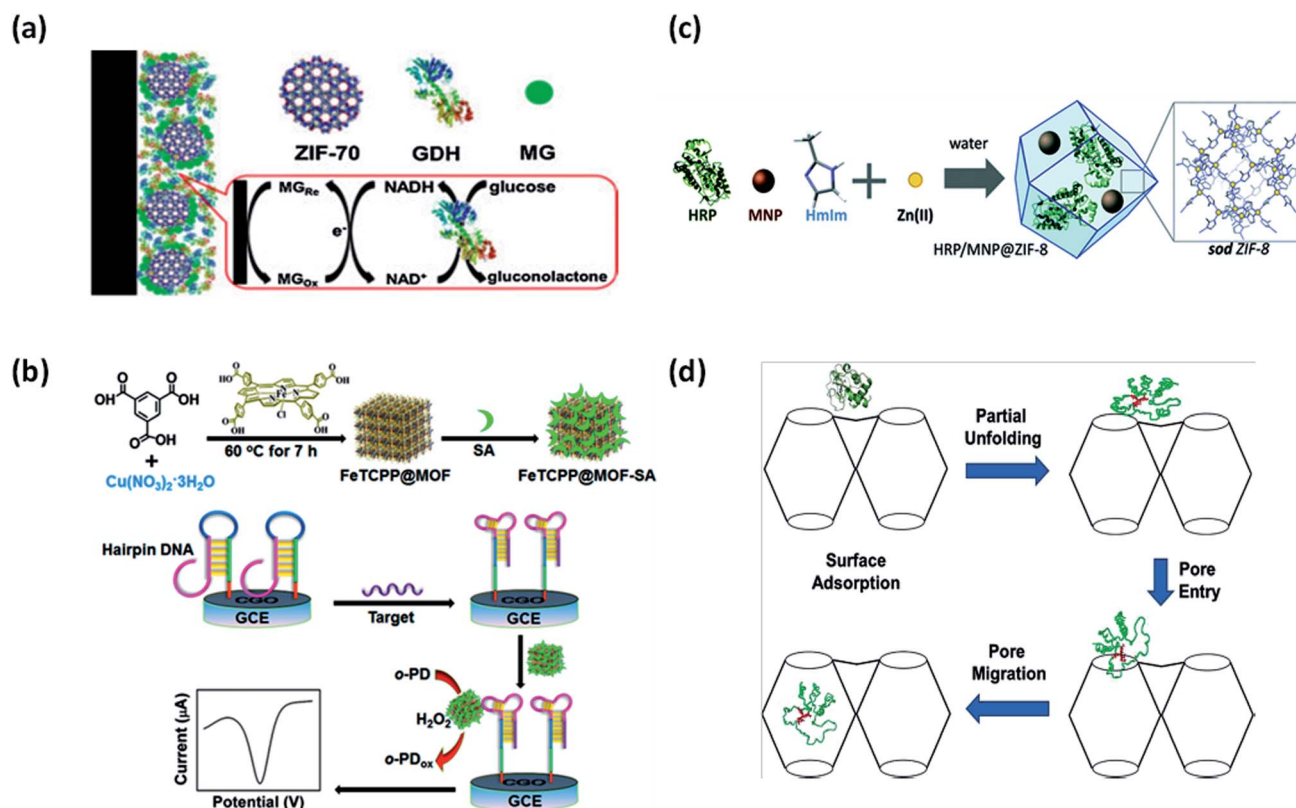 (a)
ZIF-70 GDH MG
MG_Re NADH glucose
e⁻
MG_Ox NAD⁺ gluconolactone
(c)
water
HRP MNP HmIm Zn(II)
HRP/MNP@ZIF-8
sod ZIF-8
(b)
O OH
OH O
O OH
+
Cu(NO₃)₂·3H₂O
O HO O OH
N N Fe N N
Cl
HO O O OH
60 °C for 7 h
SA
FeTCPP@MOF
FeTCPP@MOF-SA
Hairpin DNA
CGO
GCE
Target
CGO
GCE
o-PD
H₂O₂
o-PDox
CGO
GCE
Current (μA)
Potential (V)
(d)
Partial
Unfolding
Surface
Adsorption
Pore
Entry
Pore
Migration